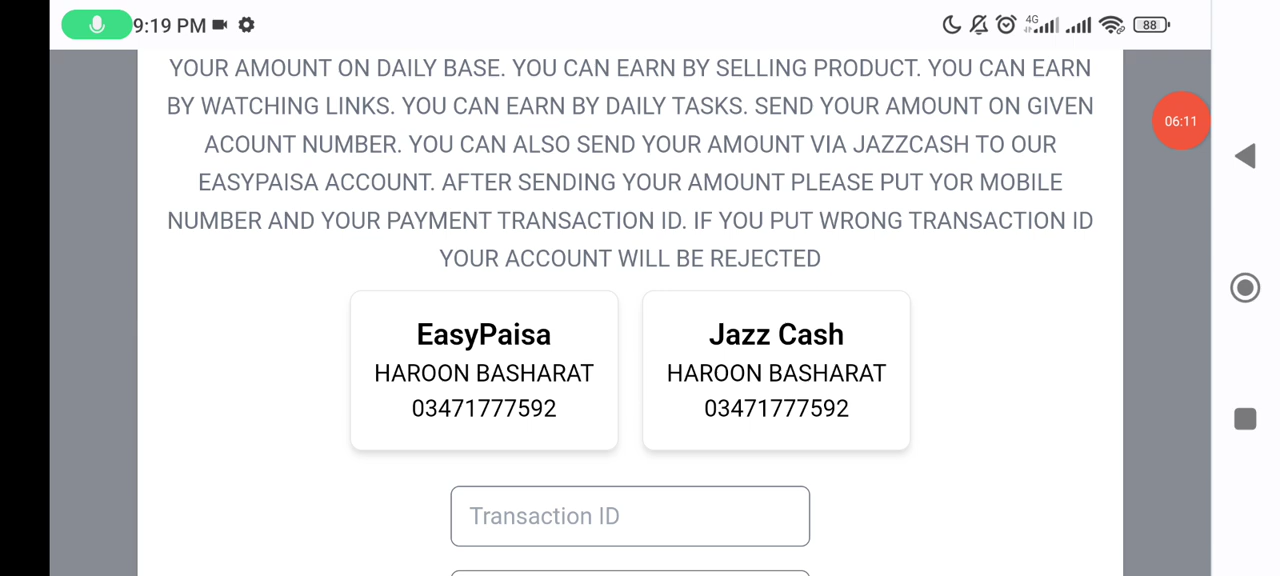 9:19 PM
4G
88
YOUR AMOUNT ON DAILY BASE. YOU CAN EARN BY SELLING PRODUCT. YOU CAN EARN
BY WATCHING LINKS. YOU CAN EARN BY DAILY TASKS. SEND YOUR AMOUNT ON GIVEN
ACOUNT NUMBER. YOU CAN ALSO SEND YOUR AMOUNT VIA JAZZCASH TO OUR
EASYPAISA ACCOUNT. AFTER SENDING YOUR AMOUNT PLEASE PUT YOR MOBILE
NUMBER AND YOUR PAYMENT TRANSACTION ID. IF YOU PUT WRONG TRANSACTION ID
YOUR ACCOUNT WILL BE REJECTED
06:11
EasyPaisa
HAROON BASHARAT
03471777592
Jazz Cash
HAROON BASHARAT
03471777592
Transaction ID